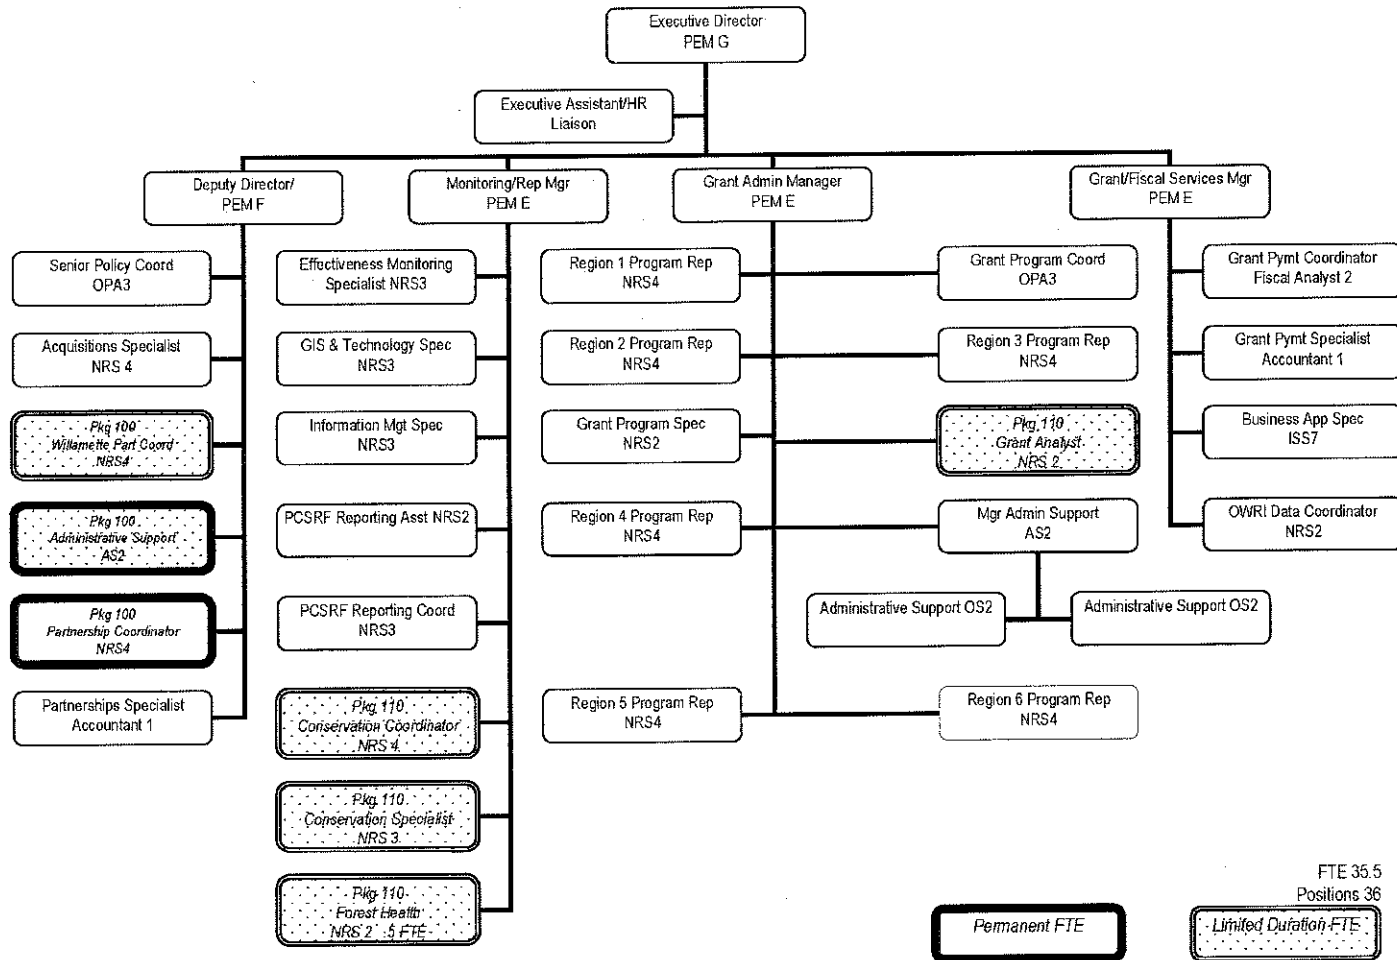 Executive Director
PEM G
Executive Assistant/HR
Liaison
Deputy Director/
PEM F
Monitoring/Rep Mgr
PEM E
Grant Admin Manager
PEM E
Grant/Fiscal Services Mgr
PEM E
Senior Policy Coord
OPA3
Acquisitions Specialist
NRS 4
Pkg 100
Willamette Part Coord
NRS4
Pkg 100
Administrative Support
AS2
Pkg 100
Partnership Coordinator
NRS4
Partnerships Specialist
Accountant 1
Effectiveness Monitoring
Specialist NRS3
GIS & Technology Spec
NRS3
Information Mgt Spec
NRS3
PCSRF Reporting Asst NRS2
PCSRF Reporting Coord
NRS3
Pkg 110
Conservation Coordinator
NRS 4
Pkg 110
Conservation Specialist
NRS 3
Pkg 110
Forest Health
NRS 2 .5 FTE
Region 1 Program Rep
NRS4
Region 2 Program Rep
NRS4
Grant Program Spec
NRS2
Region 4 Program Rep
NRS4
Region 5 Program Rep
NRS4
Grant Program Coord
OPA3
Region 3 Program Rep
NRS4
Pkg 110
Grant Analyst
NRS 2
Mgr Admin Support
AS2
Administrative Support OS2
Administrative Support OS2
Region 6 Program Rep
NRS4
Grant Pymt Coordinator
Fiscal Analyst 2
Grant Pymt Specialist
Accountant 1
Business App Spec
ISS7
OWRI Data Coordinator
NRS2
FTE 35.5
Positions 36
Permanent FTE
Limited Duration FTE